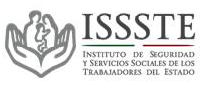 ISSSTE
INSTITUTO DE SEGURIDAD
Y SERVICIOS SOCIALES DE LOS
TRABAJADORES DEL ESTADO